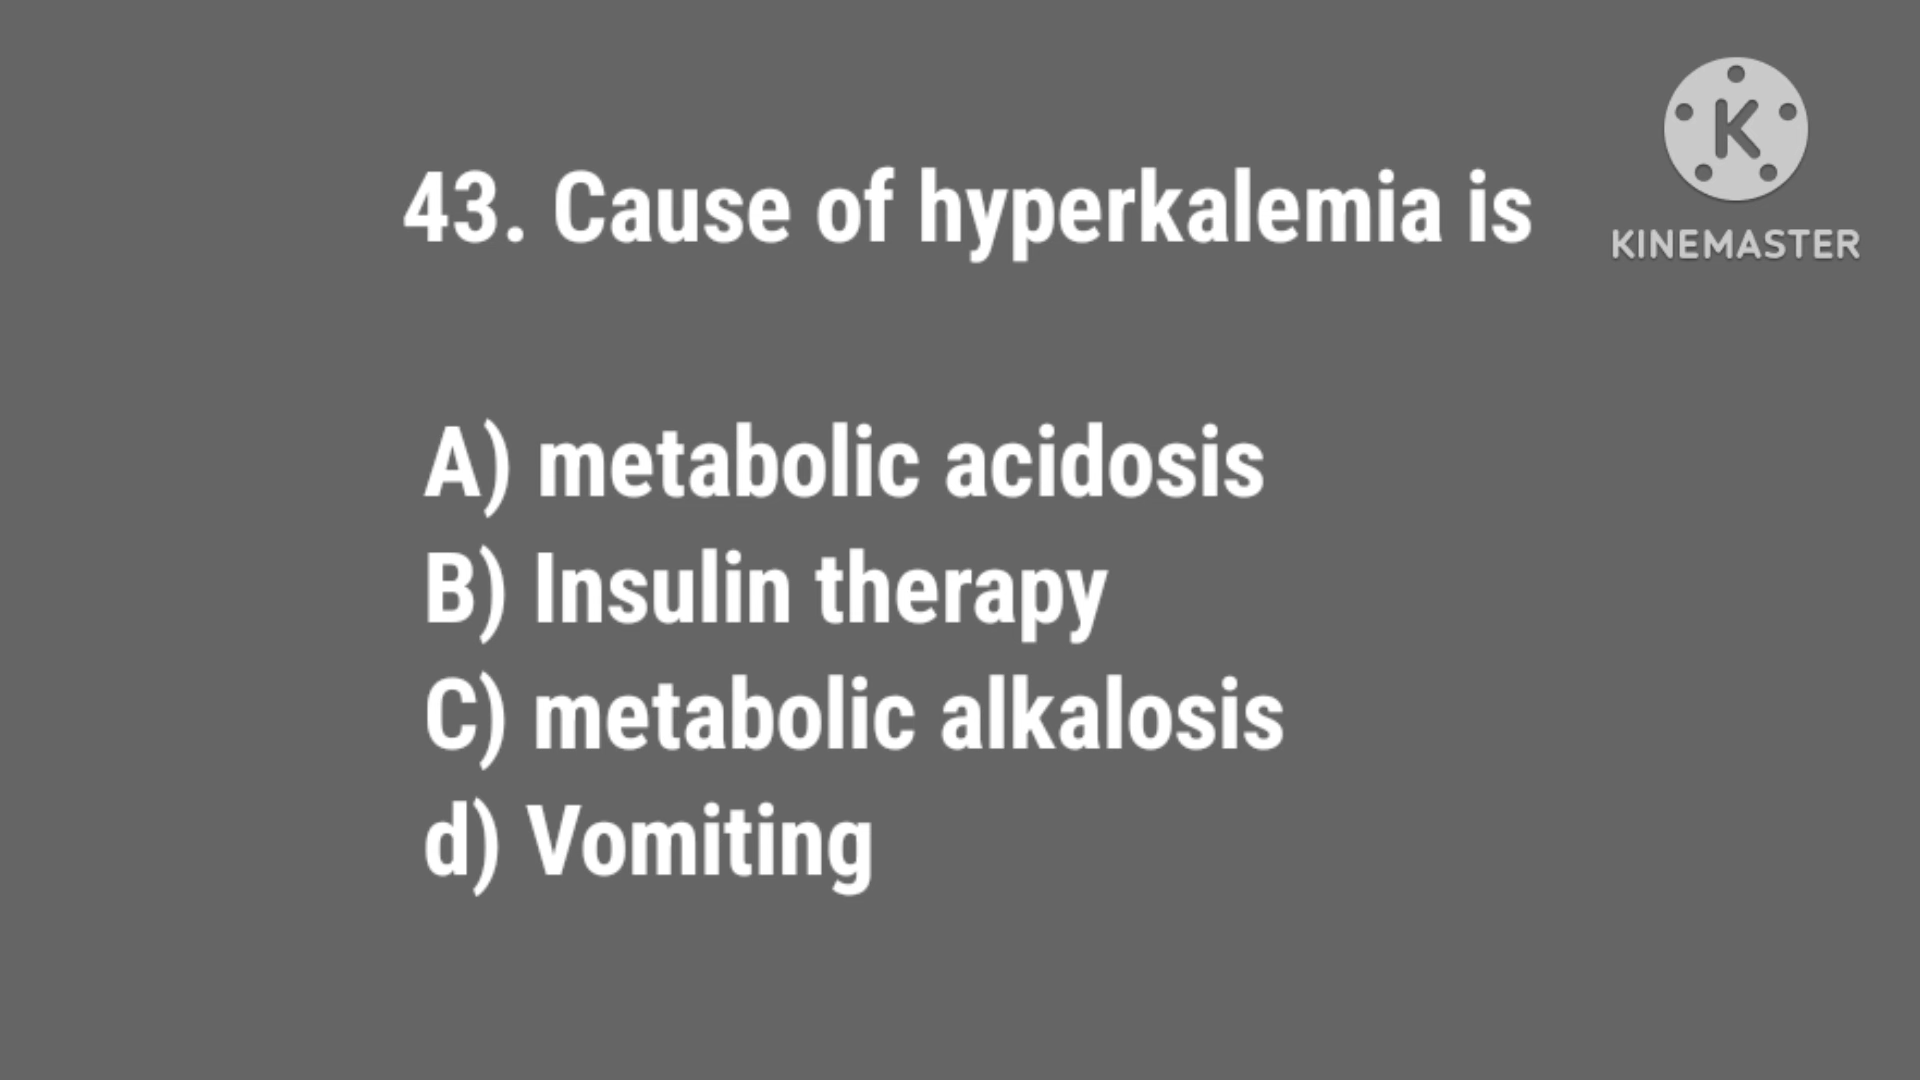 43. Cause of hyperkalemia is
K
KINEMASTER
A) metabolic acidosis
B) Insulin therapy
C) metabolic alkalosis
d) Vomiting